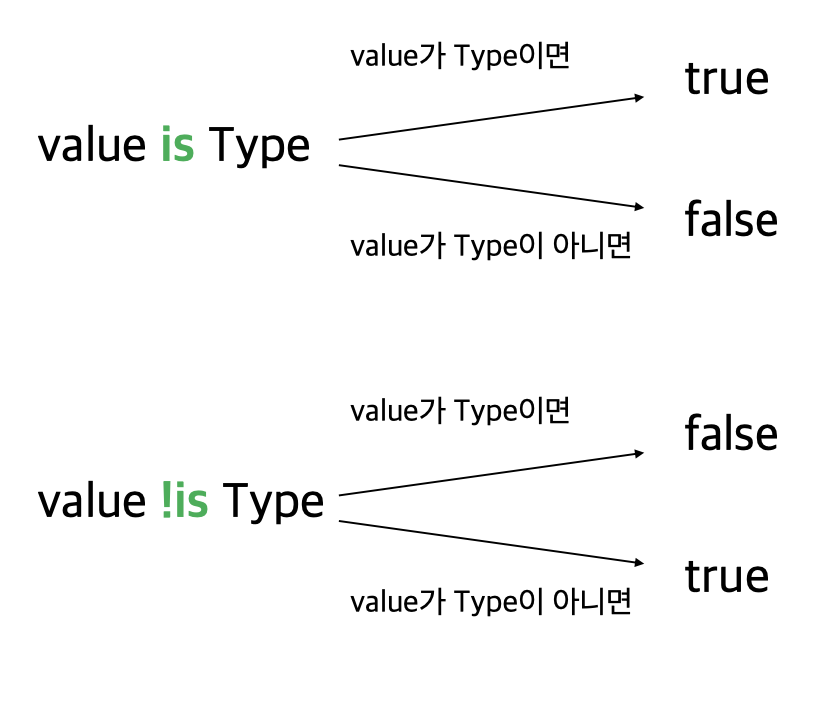 value가 Type이면
true
value is Type
false
value가 Type이 아니면
value가 Type이면
false
value !is Type
true
value가 Type이 아니면